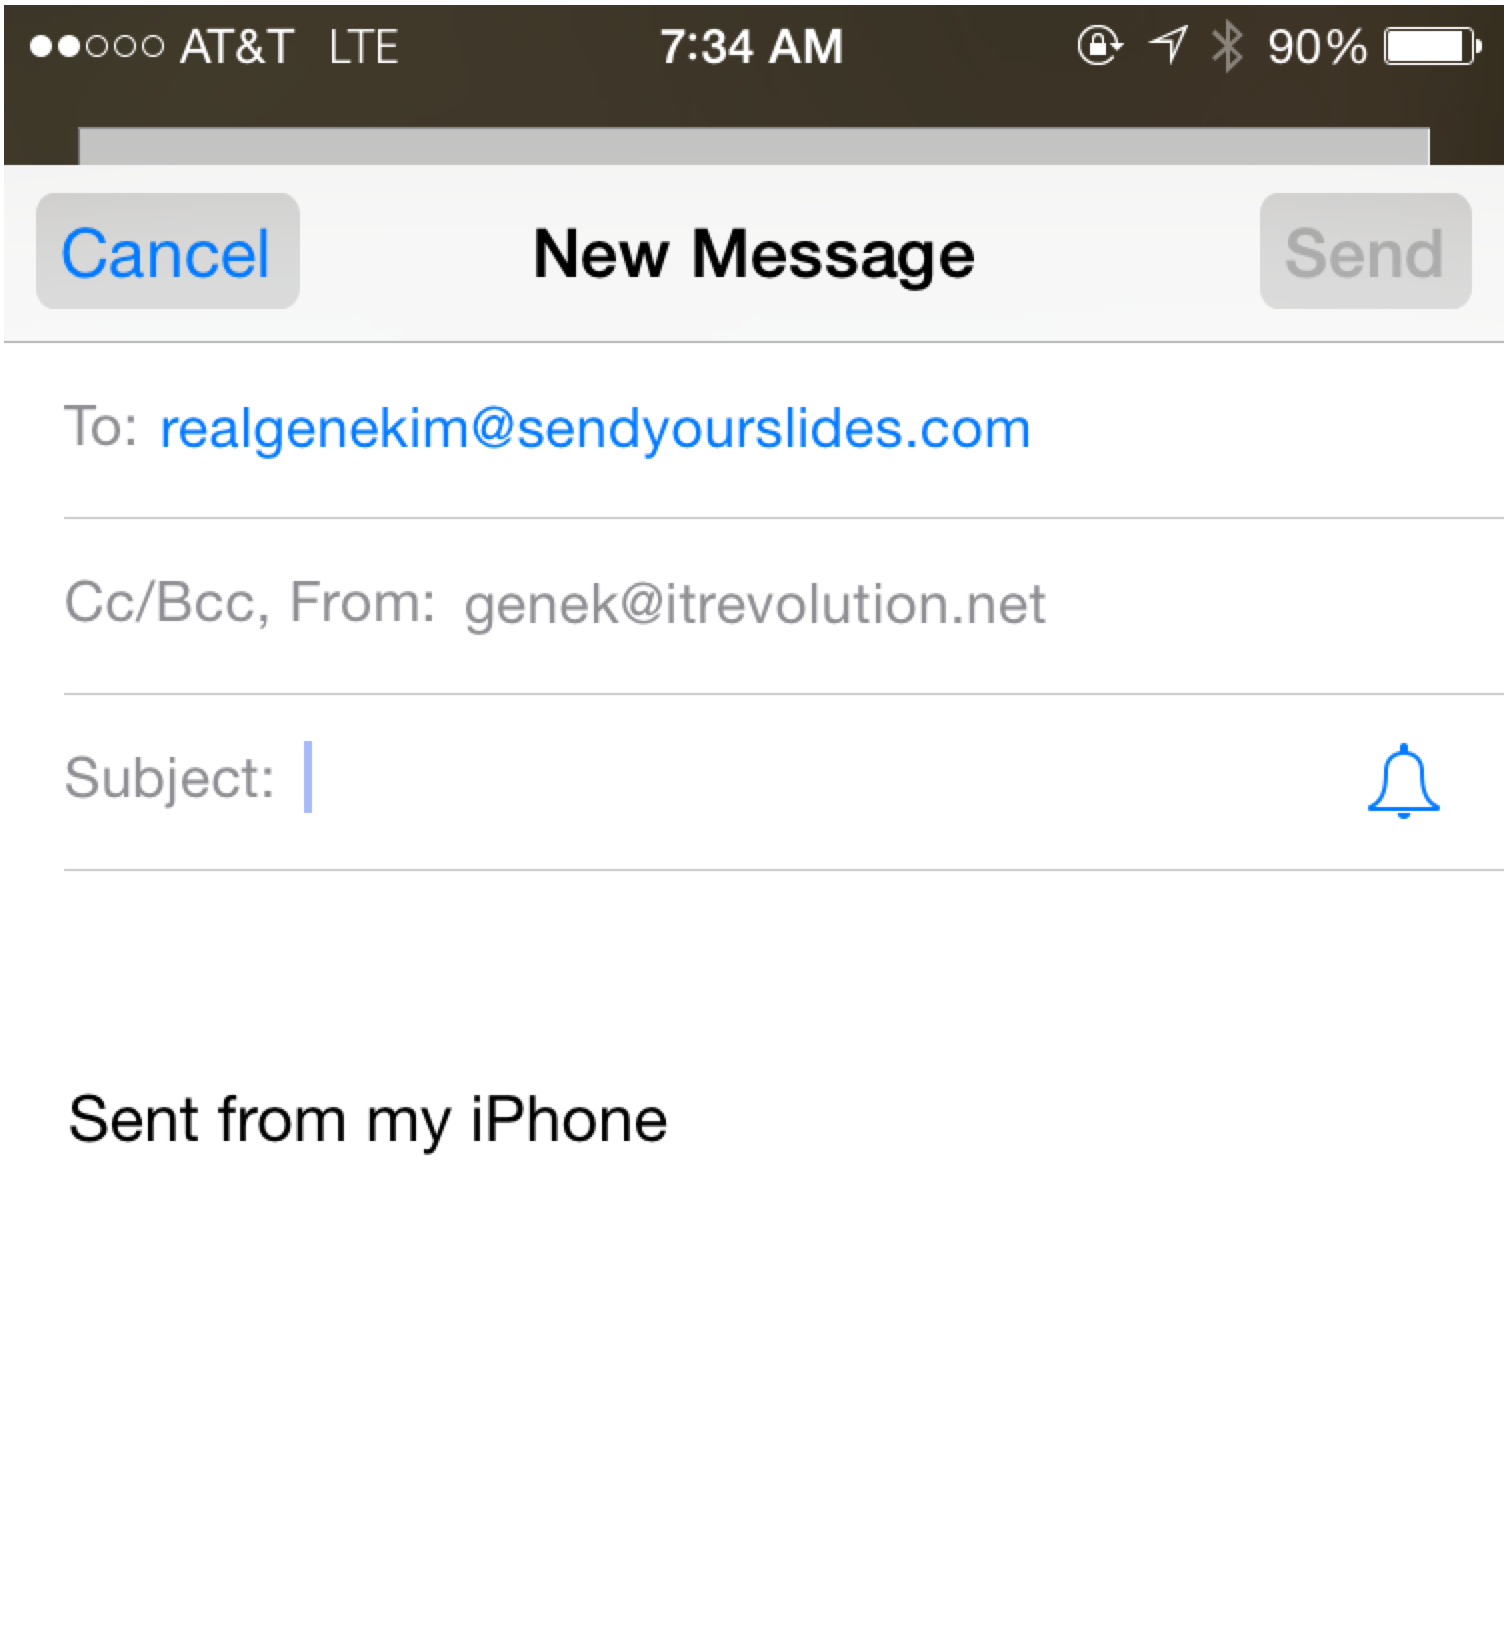 AT&T LTE 7:34 AM 90%
Cancel New Message Send
To: realgenekim@sendyourslides.com
Cc/Bcc, From: genek@itrevolution.net
Subject:
Sent from my iPhone